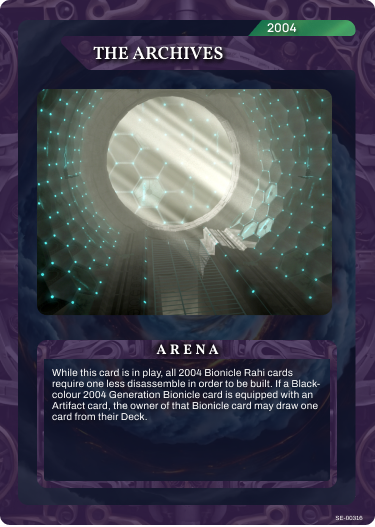 2004
THE ARCHIVES
ARENA
While this card is in play, all 2004 Bionicle Rahi cards
require one less disassemble in order to be built. If a Black-
colour 2004 Generation Bionicle card is equipped with an
Artifact card, the owner of that Bionicle card may draw one
card from their Deck.
SE-00316